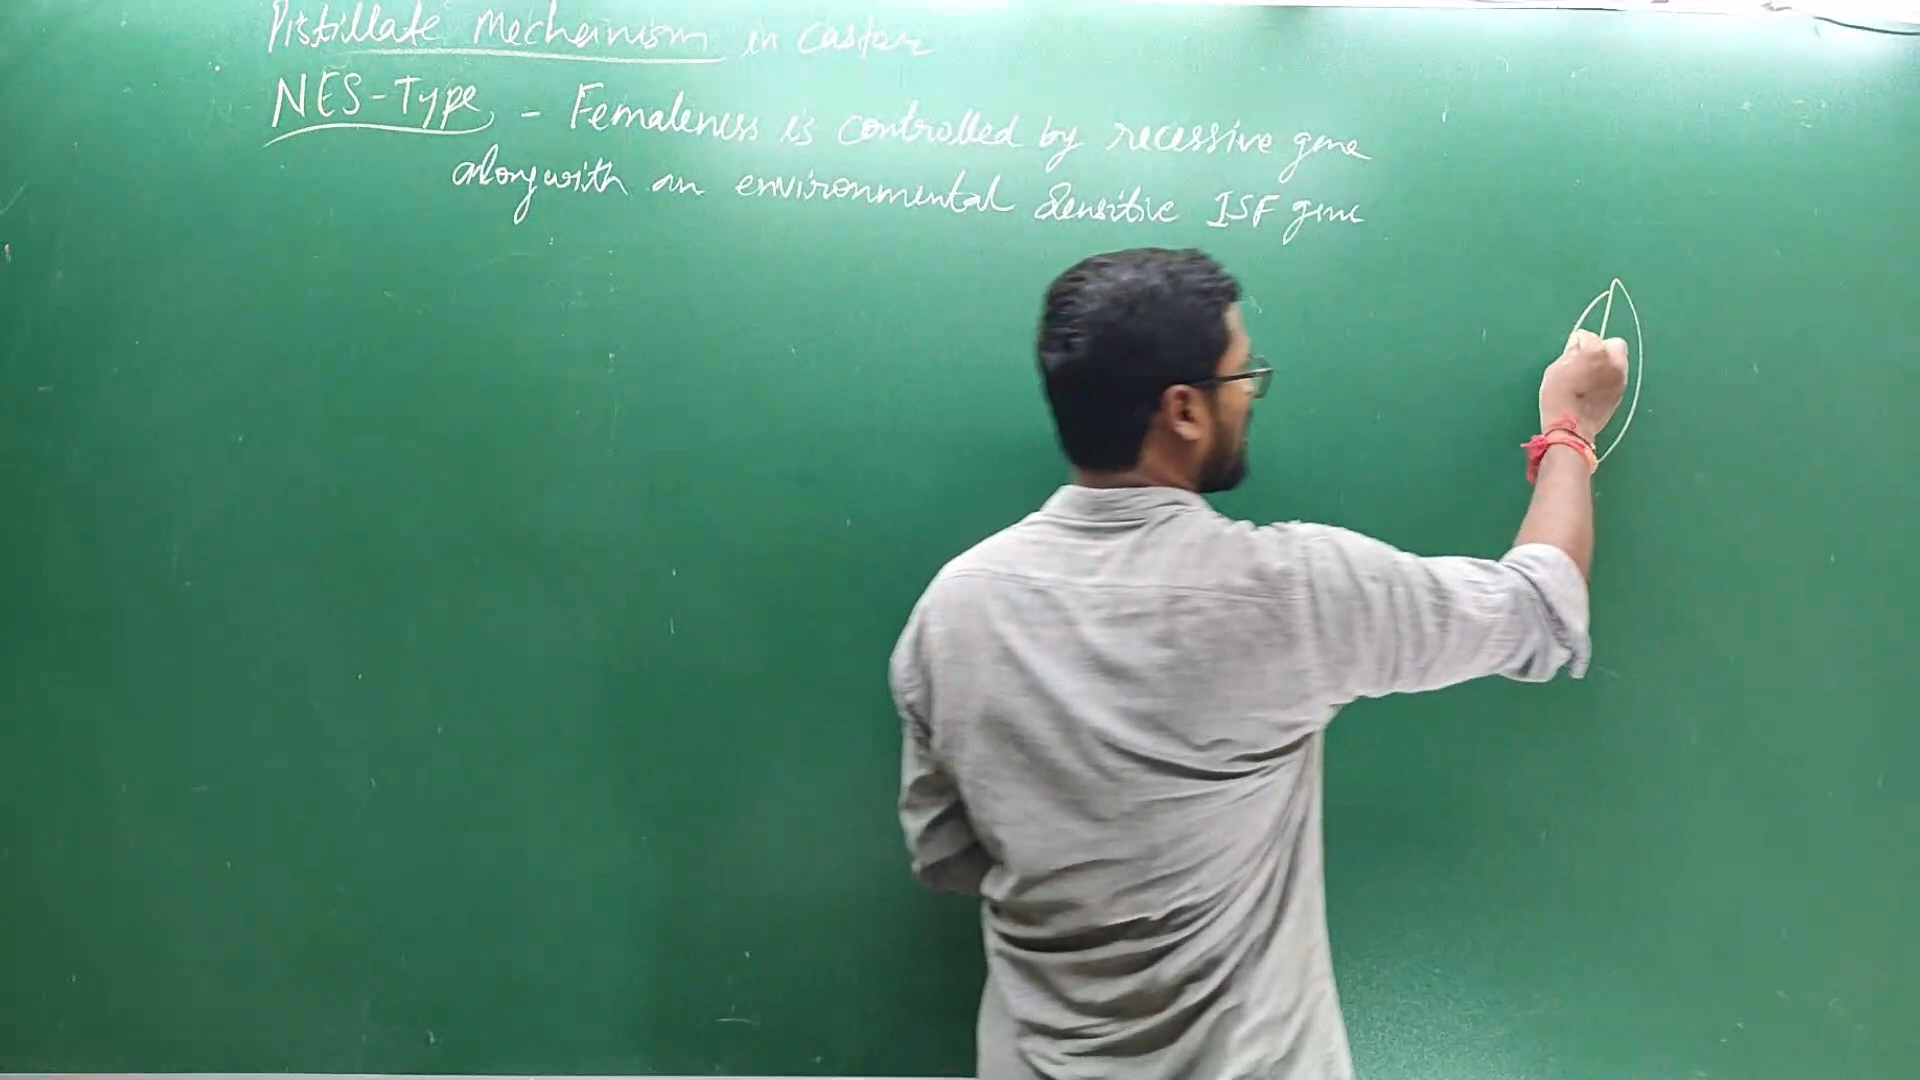 Pistillate Mechanism in castor
NES-Type - Femaleness is controlled by recessive gene
alongwith an environmental sensitive ISF gene